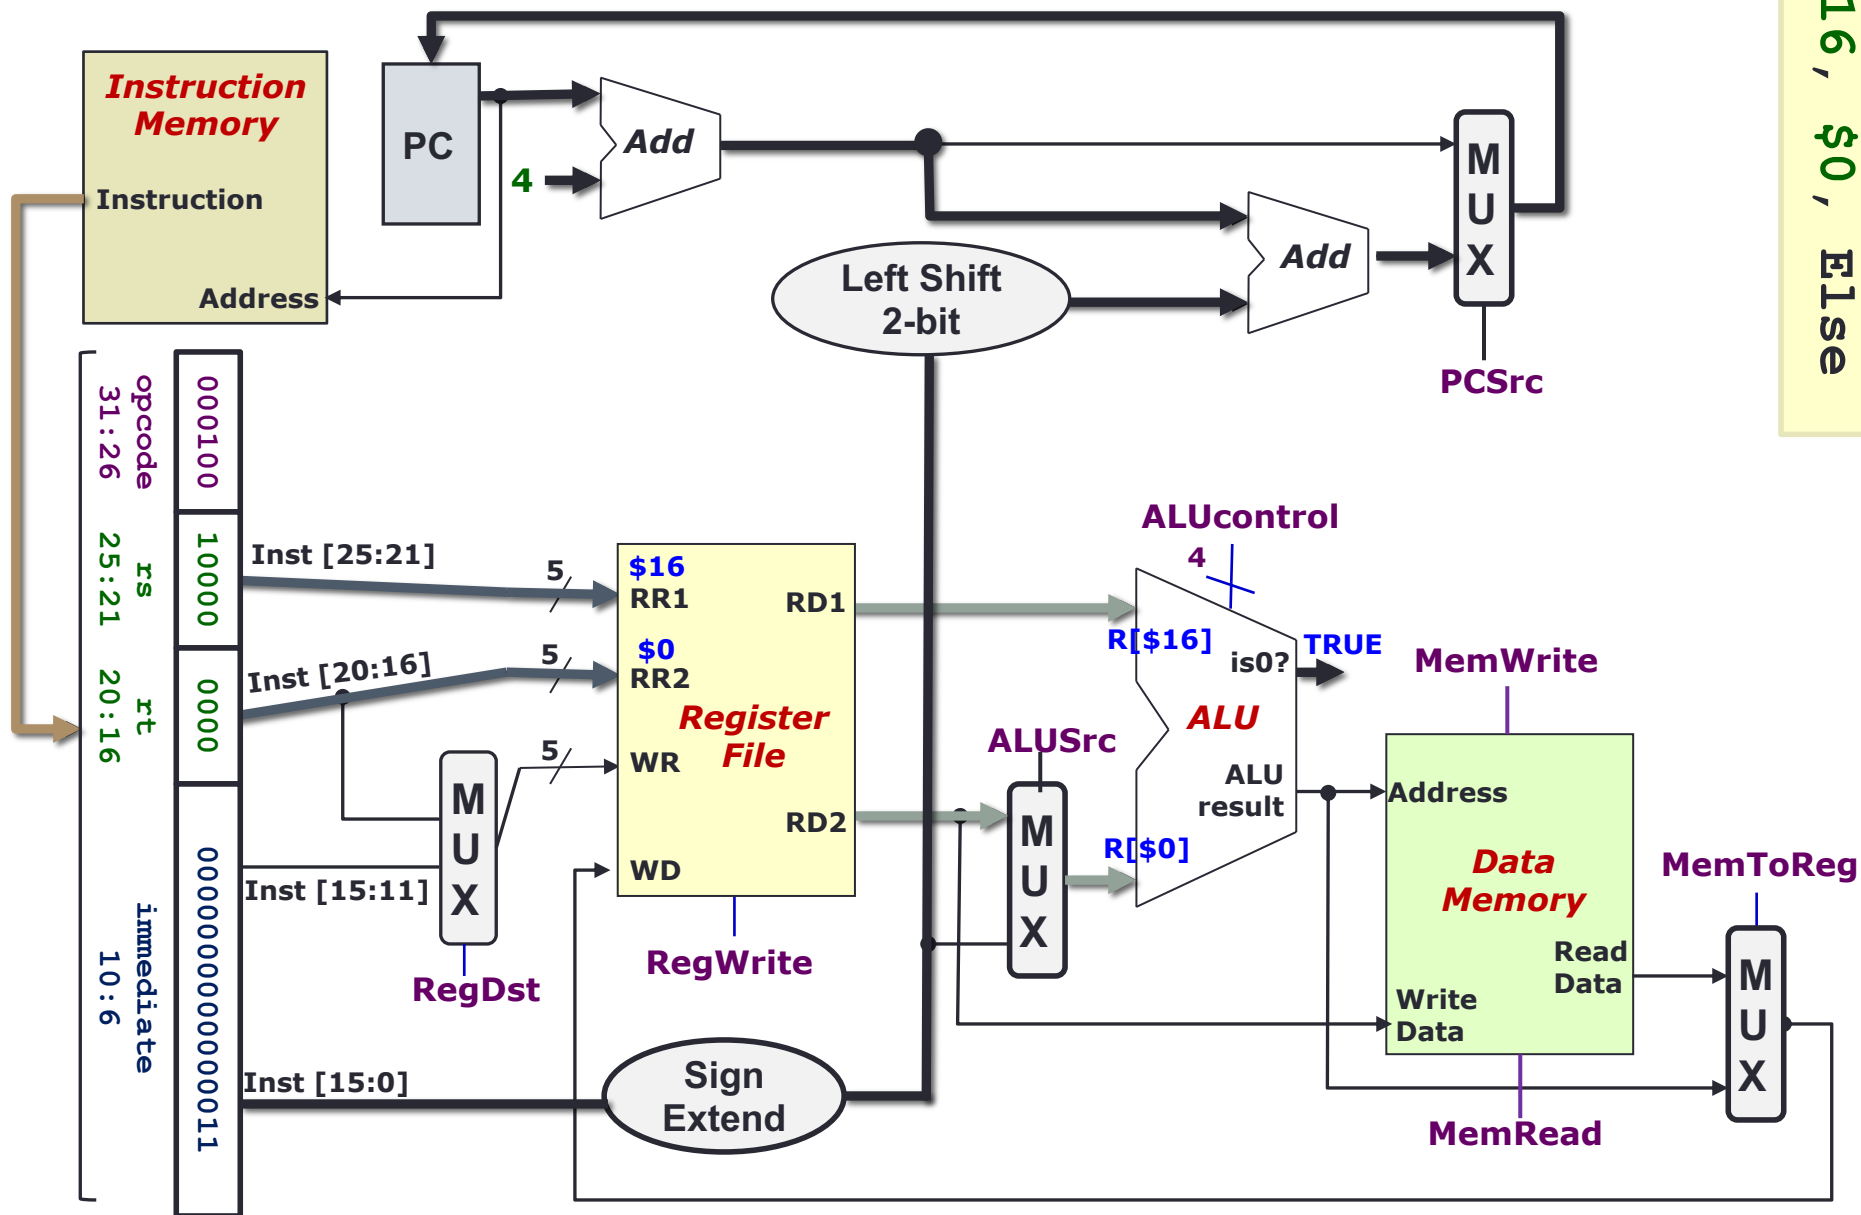 Instruction
Memory
Instruction
Address
PC
4
Add
Add
Left Shift
2-bit
M
U
X
PCSrc
16, $0, Else
opcode
31:26
000100
rs
25:21
10000
rt
20:16
0000
immediate
10:6
0000000000000011
Inst [25:21]
5
Inst [20:16]
5
5
Inst [15:11]
Inst [15:0]
M
U
X
RegDst
$16
RR1
RD1
$0
RR2
Register
File
WR
RD2
WD
RegWrite
Sign
Extend
ALUSrc
M
U
X
ALUcontrol
4
R[$16]
is0?
TRUE
ALU
ALU
result
R[$0]
MemWrite
Address
Data
Memory
Read
Data
Write
Data
MemRead
MemToReg
M
U
X